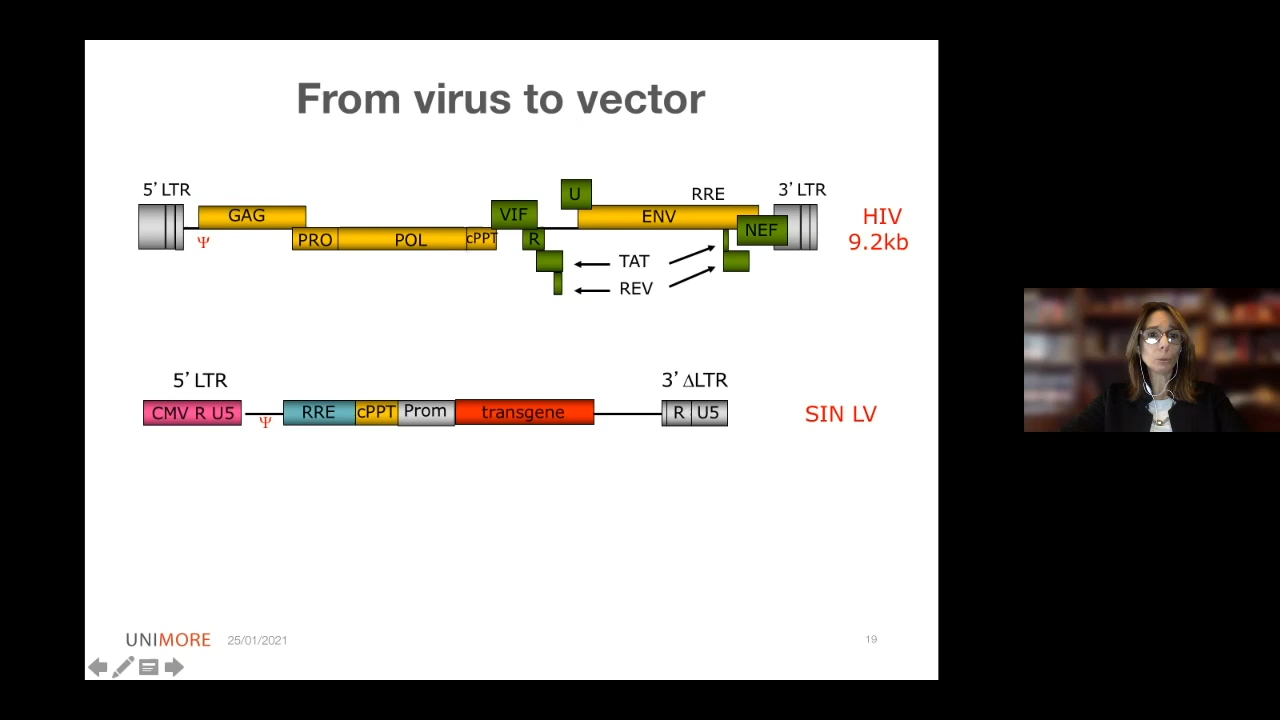 From virus to vector
5' LTR
GAG
Ψ
PRO
POL
cPPT
VIF
R
U
ENV
RRE
NEF
3' LTR
TAT
REV
HIV
9.2kb
5' LTR
CMV R U5
Ψ
RRE
cPPT
Prom
transgene
3' ΔLTR
R
U5
SIN LV
UNIMORE
25/01/2021
19